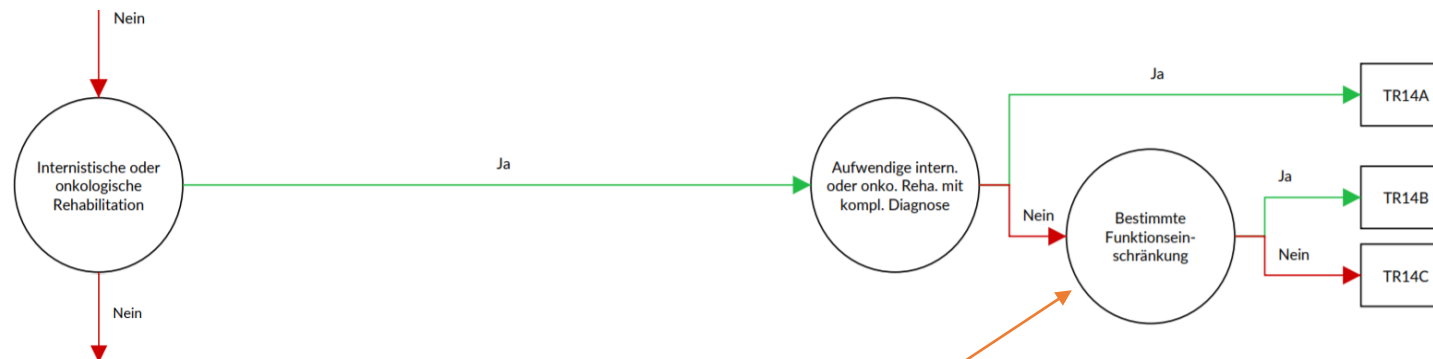 Nein
Internistische oder
onkologische
Rehabilitation
Ja
Nein
Aufwendige intern.
oder onko. Reha. mit
kompl. Diagnose
Ja
Nein
Bestimmte
Funktionsein-
schränkung
Ja
Nein
TR14A
TR14B
TR14C